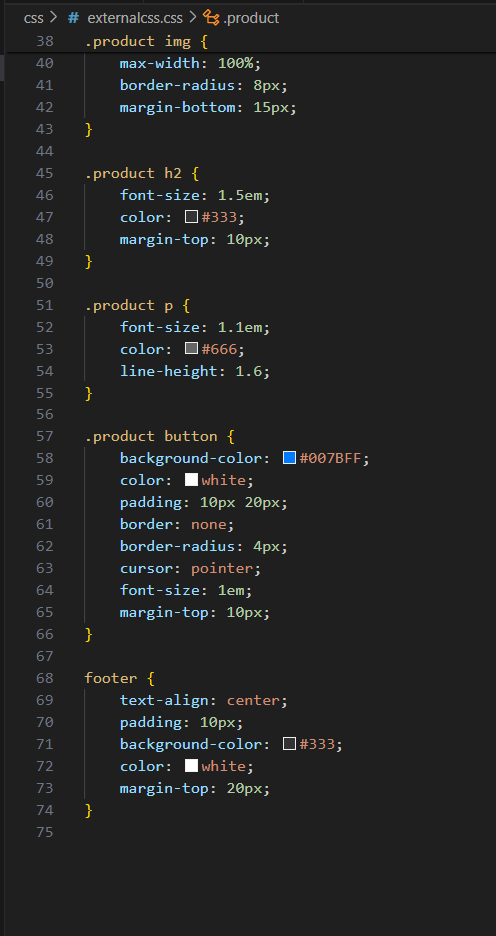 css > # externalcss.css > .product
38 .product img {
40 max-width: 100%;
41 border-radius: 8px;
42 margin-bottom: 15px;
43 }
44
45 .product h2 {
46 font-size: 1.5em;
47 color: #333;
48 margin-top: 10px;
49 }
50
51 .product p {
52 font-size: 1.1em;
53 color: #666;
54 line-height: 1.6;
55 }
56
57 .product button {
58 background-color: #007BFF;
59 color: white;
60 padding: 10px 20px;
61 border: none;
62 border-radius: 4px;
63 cursor: pointer;
64 font-size: 1em;
65 margin-top: 10px;
66 }
67
68 footer {
69 text-align: center;
70 padding: 10px;
71 background-color: #333;
72 color: white;
73 margin-top: 20px;
74 }
75